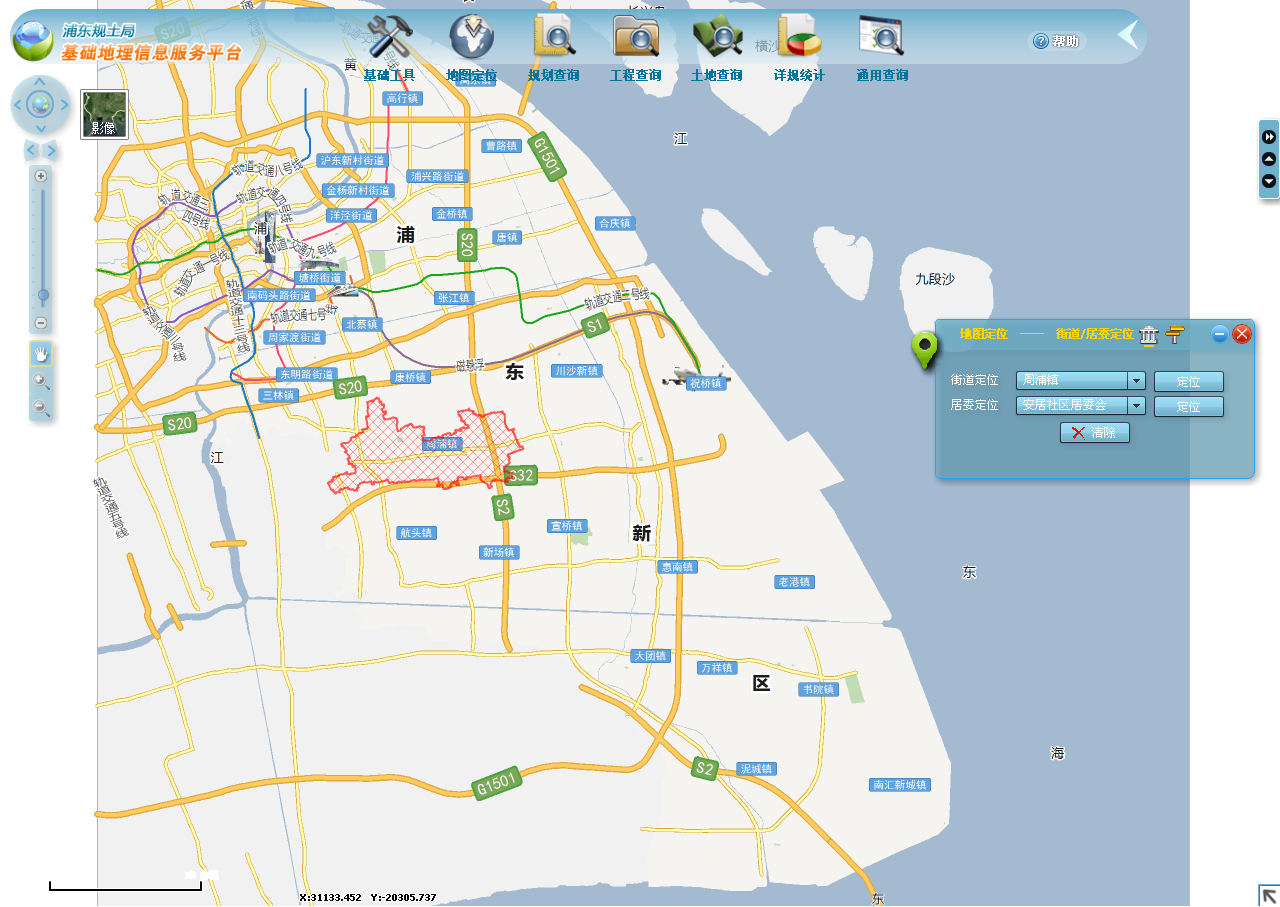 浦东规土局
基础地理信息服务平台
基础工具
地图定位
规划查询
工程查询
土地查询
详规统计
通用查询
帮助
影像
横沙
黄
高行镇
江
曹路镇
G1501
沪东新村街道
轨道交通八号线
浦兴路街道
金杨新村街道
轨道交通四号线
洋泾街道
金桥镇
合庆镇
浦
浦
唐镇
S20
轨道交通九号线
塘桥街道
九段沙
南码头路街道
张江镇
轨道交通二号线
轨道交通七号线
北蔡镇
S1
周家渡街道
轨道交通十三号线
轨道交通三号线
磁悬浮
东
川沙新镇
祝桥镇
东明路街道
康桥镇
S20
三林镇
S20
周浦镇
江
S32
S2
轨道交通五号线
航头镇
宣桥镇
新
新场镇
惠南镇
东
老港镇
大团镇
万祥镇
区
书院镇
海
S2
泥城镇
G1501
南汇新城镇
东
地图定位
街道/居委定位
街道定位
周浦镇
定位
居委定位
安居社区居委会
定位
清除
X:31133.452 Y:-20305.737